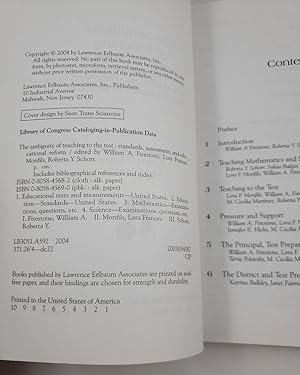 Copyright © 2004 by Lawrence Erlbaum Associates, Inc.
All rights reserved. No part of this book may be reproduced in any
form, by photostat, microform, retrieval system, or any other means,
without prior written permission of the publisher.
Lawrence Erlbaum Associates, Inc., Publishers
10 Industrial Avenue
Mahwah, New Jersey 07430
Cover design by Sean Trane Sciarrone
Library of Congress Cataloging-in-Publication Data
The ambiguity of teaching to the test : standards, assessment, and edu-
cational reform / edited by William A. Firestone, Lora Frances
Monfils, Roberta Y. Schorr.
p. cm.
Includes bibliographical references and index.
ISBN 0-8058-4568-2 (cloth : alk. paper)
ISBN 0-8058-4569-0 (pbk. : alk. paper)
1. Educational tests and measurements—United States. 2. Educa-
tion—Standards—United States. 3. Mathematics—Examina-
tions, questions, etc. 4. Science—Examinations, questions, etc.
I. Firestone, William A. II. Monfils, Lora Frances. III. Schorr,
Roberta Y.
LB3051.A592 2004
371.26'4—dc22
CIP
Books published by Lawrence Erlbaum Associates are printed on acid-
free paper, and their bindings are chosen for strength and durability.
Printed in the United States of America
10 9 8 7 6 5 4 3 2 1
Conte
Preface
1 Introduction
William A. Firestone, Roberta Y. S
2 Teaching Mathematics and S
Roberta Y. Schorr, Sylvia Bulgar,
Lora F. Monfils, William A. Firestone
3 Teaching to the Test
Lora F. Monfils, William A. Firestone,
M. Cecilia Martinez, Roberta Y.
4 Pressure and Support
William A. Firestone, Lora F.
Jennifer E. Hicks, M. Cecilia
5 The Principal, Test Prepara
William A. Firestone, Lora F.
Terrie Polovsky, M. Cecilia M
6 The District and Test Prep
Katrina Bulkley, Janet Fairm